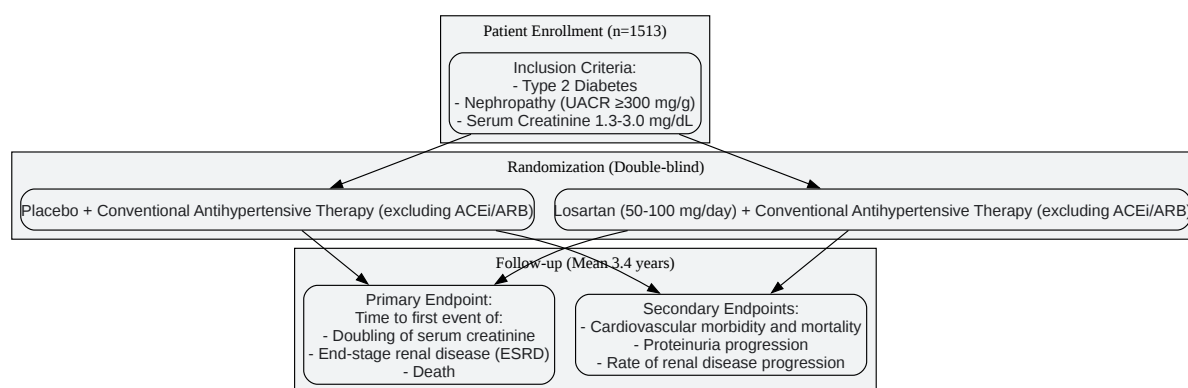 Patient Enrollment (n=1513)
Inclusion Criteria:
- Type 2 Diabetes
- Nephropathy (UACR ≥300 mg/g)
- Serum Creatinine 1.3-3.0 mg/dL
Randomization (Double-blind)
Placebo + Conventional Antihypertensive Therapy (excluding ACEi/ARB)
Losartan (50-100 mg/day) + Conventional Antihypertensive Therapy (excluding ACEi/ARB)
Follow-up (Mean 3.4 years)
Primary Endpoint:
Time to first event of:
- Doubling of serum creatinine
- End-stage renal disease (ESRD)
- Death
Secondary Endpoints:
- Cardiovascular morbidity and mortality
- Proteinuria progression
- Rate of renal disease progression